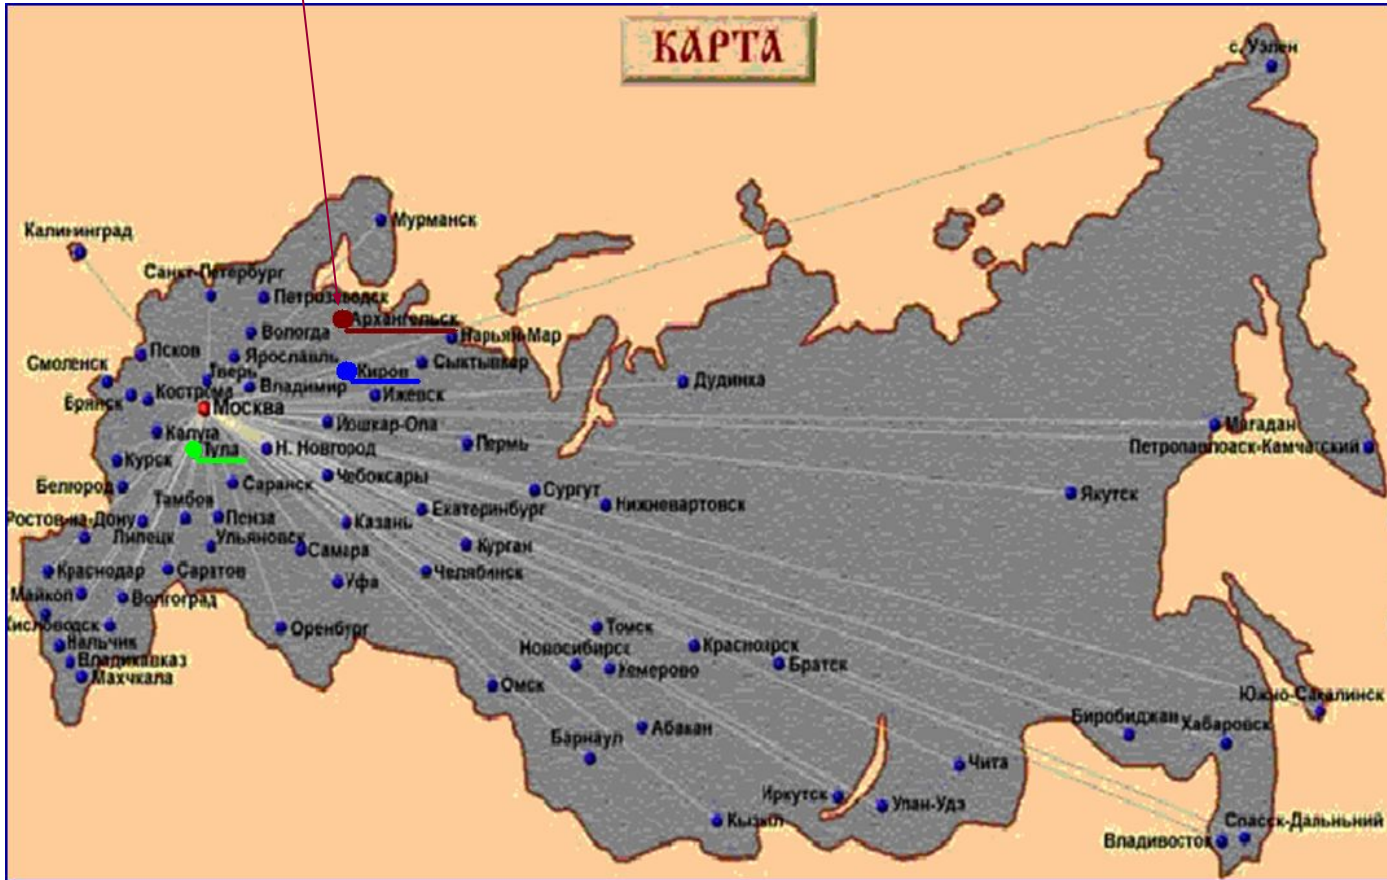 КАРТА
с. Уэлен
Мурманск
Калининград
Санкт-Петербург
Петрозаводск
Архангельск
Вологда
Нарьян-Мар
Псков
Ярославль
Сыктывкар
Смоленск
Тверь
Киров
Дудинка
Владимир
Кострома
Ижевск
Брянск
Москва
Йошкар-Ола
Магадан
Калуга
Пермь
Петропавлоаск-Камчатский
Тула
Н. Новгород
Курск
Чебоксары
Белгород
Саранск
Сургут
Якутск
Тамбов
Нижневартовск
Екатеринбург
Ростов-на-Дону
Пенза
Казань
Липецк
Ульяновск
Самара
Курган
Краснодар
Саратов
Челябинск
Уфа
Майкоп
Волгоград
Кисловодск
Оренбург
Томск
Нальчик
Новосибирск
Красноярск
Владикавказ
Кемерово
Братск
Махчкала
Омск
Южно-Сахалинск
Биробиджан
Хабаровск
Абакан
Барнаул
Чита
Иркутск
Улан-Удэ
Кызыл
Спасск-Дальньний
Владивосток